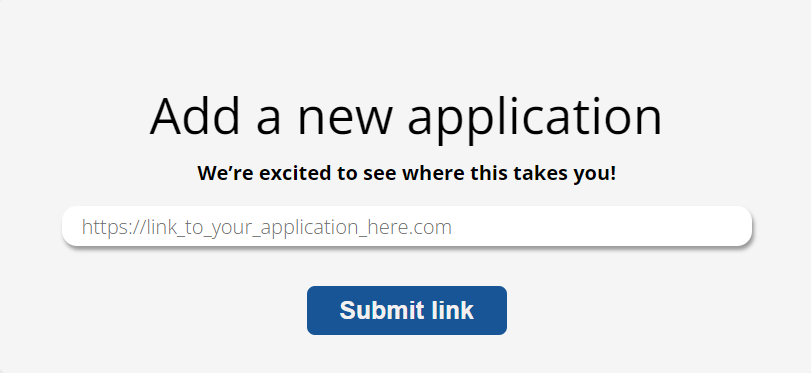 Add a new application
We’re excited to see where this takes you!
https://link_to_your_application_here.com
Submit link